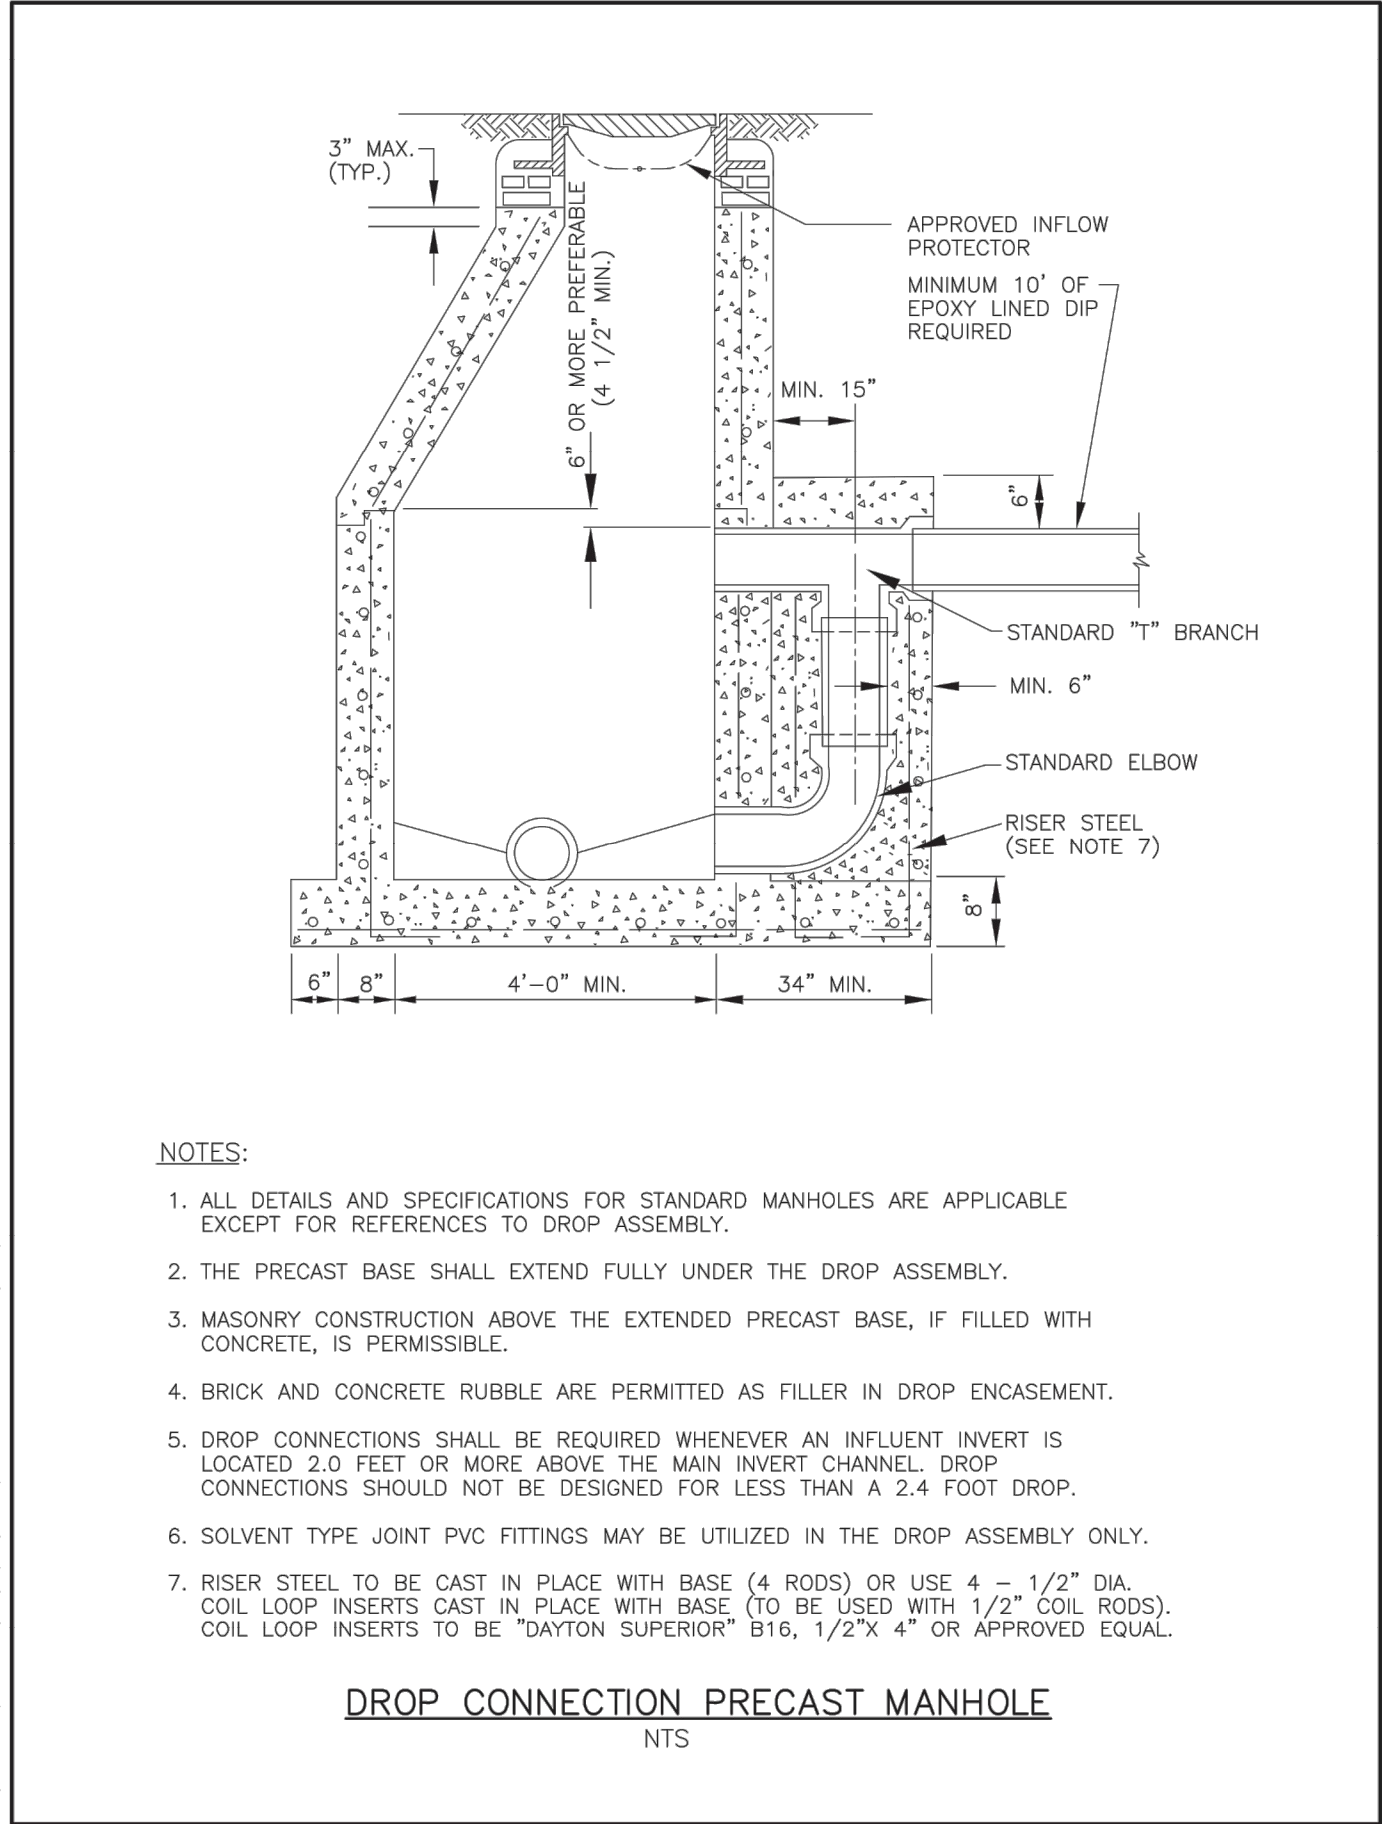 3" MAX.
(TYP.)
6" OR MORE PREFERABLE
(4 1/2" MIN.)
APPROVED INFLOW
PROTECTOR
MINIMUM 10' OF
EPOXY LINED DIP
REQUIRED
MIN. 15"
6"
STANDARD "T" BRANCH
MIN. 6"
STANDARD ELBOW
RISER STEEL
(SEE NOTE 7)
8"
6"
8"
4'-0" MIN.
34" MIN.
NOTES:
1. ALL DETAILS AND SPECIFICATIONS FOR STANDARD MANHOLES ARE APPLICABLE
EXCEPT FOR REFERENCES TO DROP ASSEMBLY.
2. THE PRECAST BASE SHALL EXTEND FULLY UNDER THE DROP ASSEMBLY.
3. MASONRY CONSTRUCTION ABOVE THE EXTENDED PRECAST BASE, IF FILLED WITH
CONCRETE, IS PERMISSIBLE.
4. BRICK AND CONCRETE RUBBLE ARE PERMITTED AS FILLER IN DROP ENCASEMENT.
5. DROP CONNECTIONS SHALL BE REQUIRED WHENEVER AN INFLUENT INVERT IS
LOCATED 2.0 FEET OR MORE ABOVE THE MAIN INVERT CHANNEL. DROP
CONNECTIONS SHOULD NOT BE DESIGNED FOR LESS THAN A 2.4 FOOT DROP.
6. SOLVENT TYPE JOINT PVC FITTINGS MAY BE UTILIZED IN THE DROP ASSEMBLY ONLY.
7. RISER STEEL TO BE CAST IN PLACE WITH BASE (4 RODS) OR USE 4 - 1/2" DIA.
COIL LOOP INSERTS CAST IN PLACE WITH BASE (TO BE USED WITH 1/2" COIL RODS).
COIL LOOP INSERTS TO BE "DAYTON SUPERIOR" B16, 1/2"X 4" OR APPROVED EQUAL.
DROP CONNECTION PRECAST MANHOLE
NTS